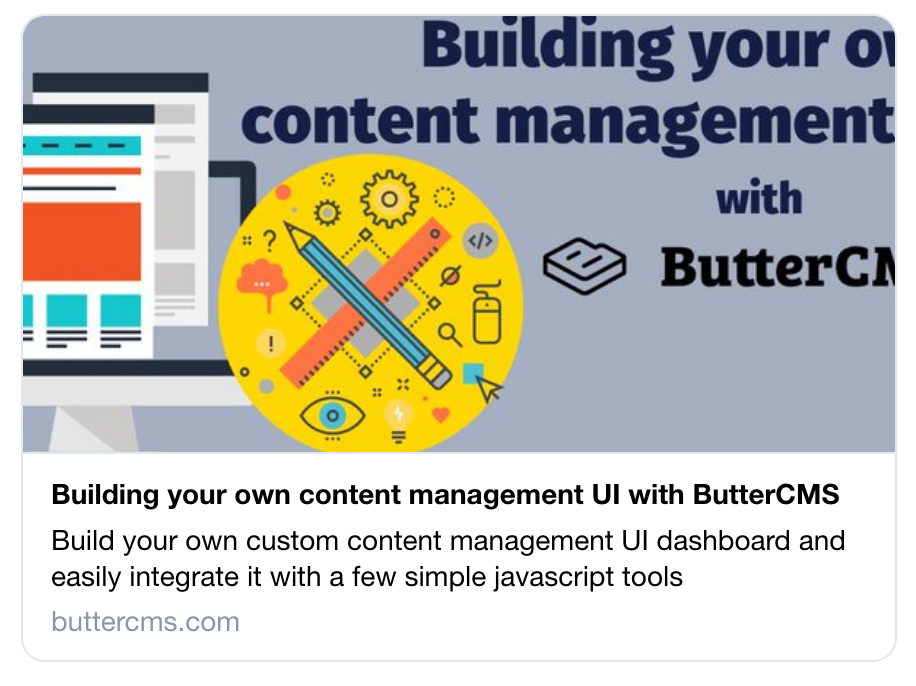 Building your ow
content management
with
ButterCM
Building your own content management UI with ButterCMS
Build your own custom content management UI dashboard and
easily integrate it with a few simple javascript tools
buttercms.com